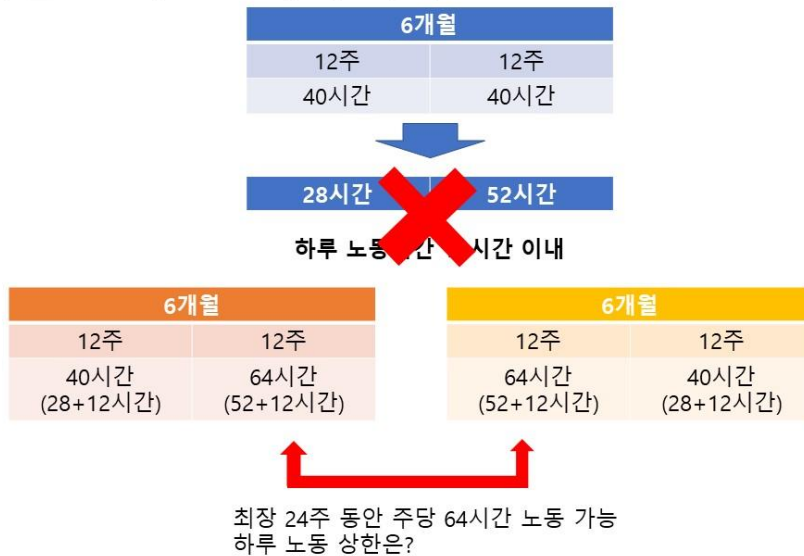 6개월
12주 12주
40시간 40시간
28시간 52시간
하루 시간 이내
6개월
12주 12주
40시간 64시간
(28+12시간) (52+12시간)
6개월
12주 12주
64시간 40시간
(52+12시간) (28+12시간)
최장 24주 동안 주당 64시간 노동 가능
하루 노동 상한은?